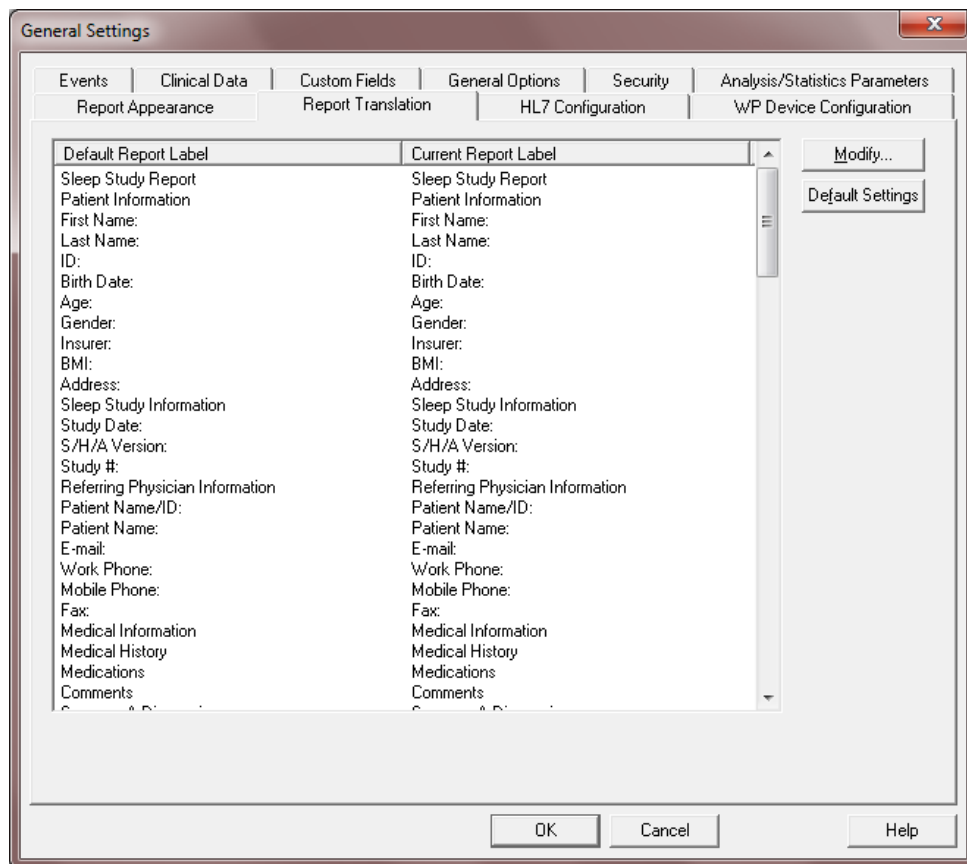 General Settings
Events Clinical Data Custom Fields General Options Security Analysis/Statistics Parameters
Report Appearance Report Translation HL7 Configuration WP Device Configuration
Default Report Label Current Report Label Modify...
Sleep Study Report Sleep Study Report
Patient Information Patient Information Default Settings
First Name: First Name:
Last Name: Last Name:
ID: ID:
Birth Date: Birth Date:
Age: Age:
Gender: Gender:
Insurer: Insurer:
BMI: BMI:
Address: Address:
Sleep Study Information Sleep Study Information
Study Date: Study Date:
S/H/A Version: S/H/A Version:
Study #: Study #:
Referring Physician Information Referring Physician Information
Patient Name/ID: Patient Name/ID:
Patient Name: Patient Name:
E-mail: E-mail:
Work Phone: Work Phone:
Mobile Phone: Mobile Phone:
Fax: Fax:
Medical Information Medical Information
Medical History Medical History
Medications Medications
Comments Comments
OK Cancel Help